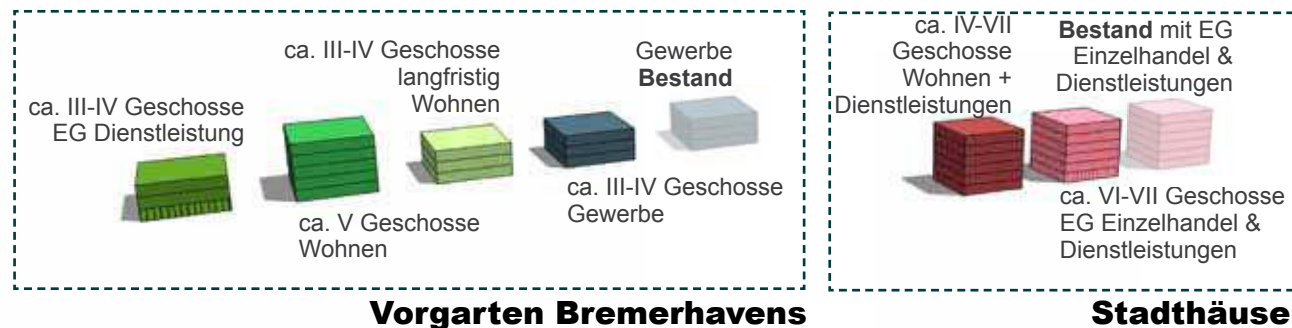 ca. III-IV Geschosse
EG Dienstleistung
ca. V Geschosse
Wohnen
ca. III-IV Geschosse
langfristig
Wohnen
ca. III-IV Geschosse
Gewerbe
Gewerbe
Bestand
Vorgarten Bremerhavens
ca. IV-VII
Geschosse
Wohnen +
Dienstleistungen
ca. VI-VII Geschosse
EG Einzelhandel &
Dienstleistungen
Bestand mit EG
Einzelhandel &
Dienstleistungen
Stadthäuse